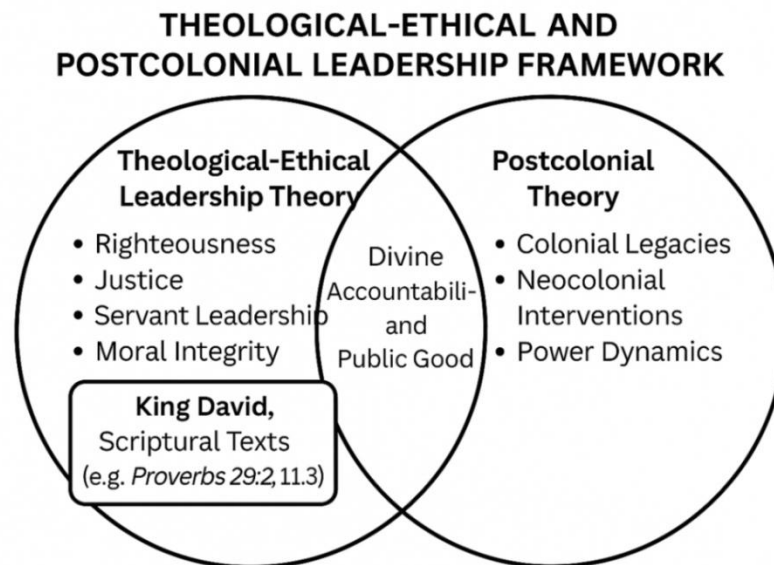 THEOLOGICAL-ETHICAL AND
POSTCOLONIAL LEADERSHIP FRAMEWORK
Theological-Ethical
Leadership Theory
• Righteousness
• Justice
• Servant Leadership
• Moral Integrity
King David,
Scriptural Texts
(e.g. Proverbs 29:2, 11.3)
Divine
Accountabili-
and
Public Good
Postcolonial
Theory
• Colonial Legacies
• Neocolonial
Interventions
• Power Dynamics